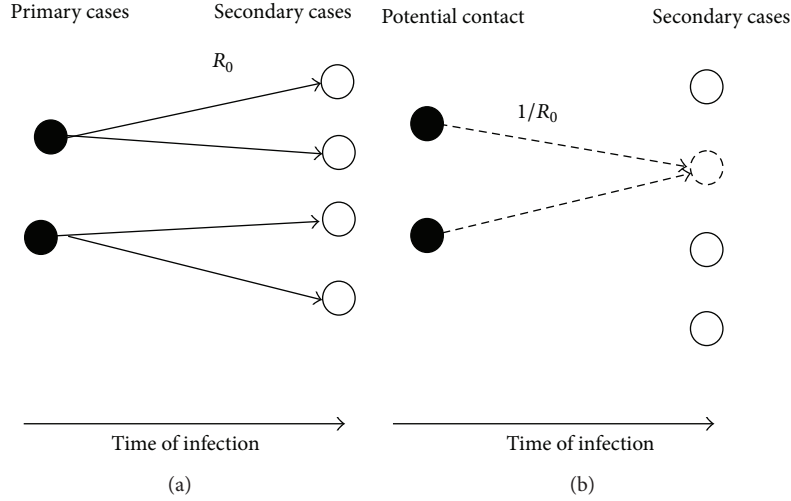 Primary cases
Secondary cases
R0
Time of infection
(a)
Potential contact
Secondary cases
1/R0
Time of infection
(b)